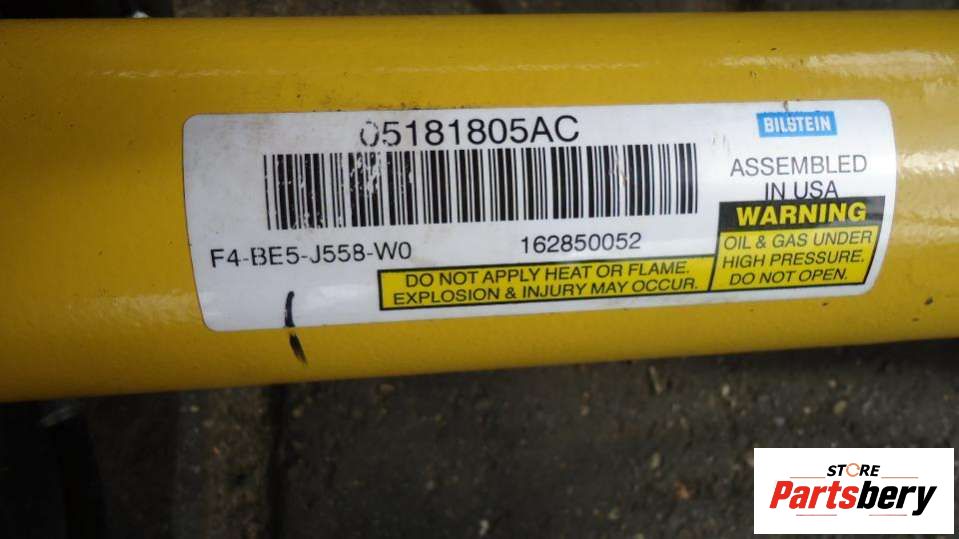 05181805AC
BILSTEIN
ASSEMBLED
IN USA
F4-BE5-J558-W0
162850052
WARNING
OIL & GAS UNDER
HIGH PRESSURE.
DO NOT OPEN.
DO NOT APPLY HEAT OR FLAME.
EXPLOSION & INJURY MAY OCCUR.
STORE
Partsbery